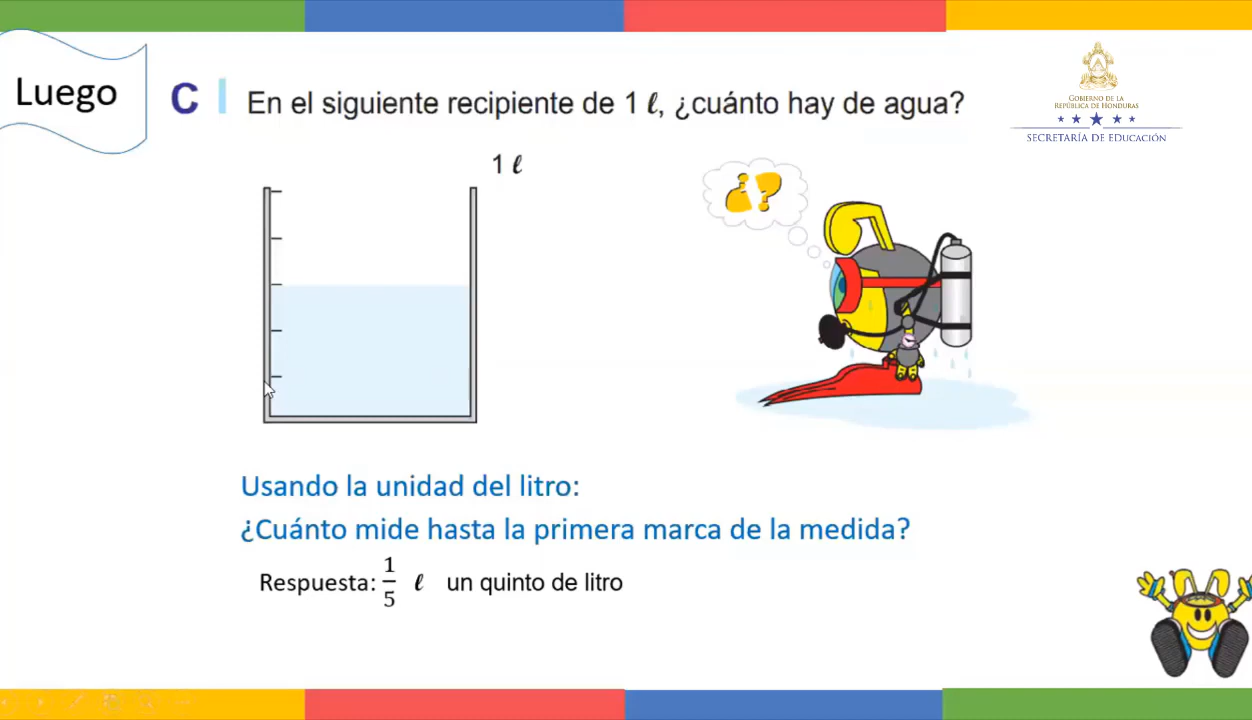 Luego
C
En el siguiente recipiente de 1 ℓ, ¿cuánto hay de agua?
GOBIERNO DE LA
REPÚBLICA DE HONDURAS
SECRETARÍA DE EDUCACIÓN
1 ℓ
¿?
Usando la unidad del litro:
¿Cuánto mide hasta la primera marca de la medida?
Respuesta: 1/5 ℓ un quinto de litro